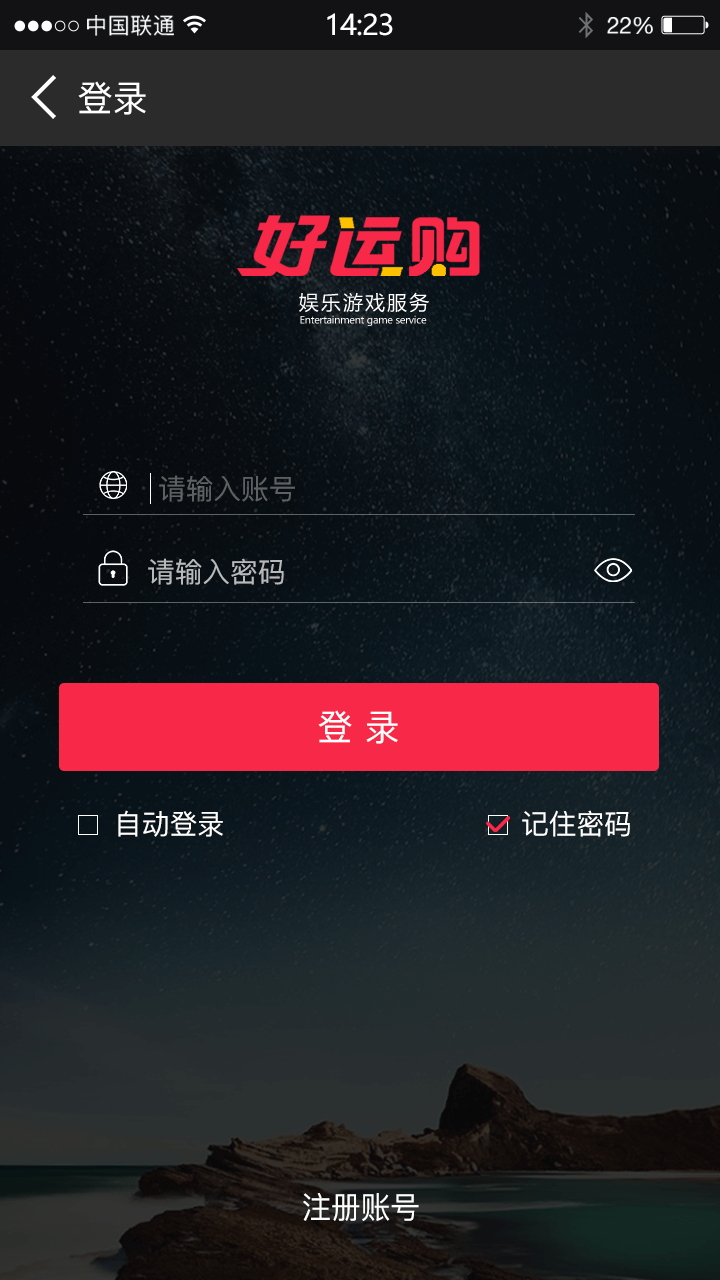 中国联通 14:23 22%
登录
好运购
娱乐游戏服务
Entertainment game service
请输入账号
请输入密码
登录
自动登录 记住密码
注册账号